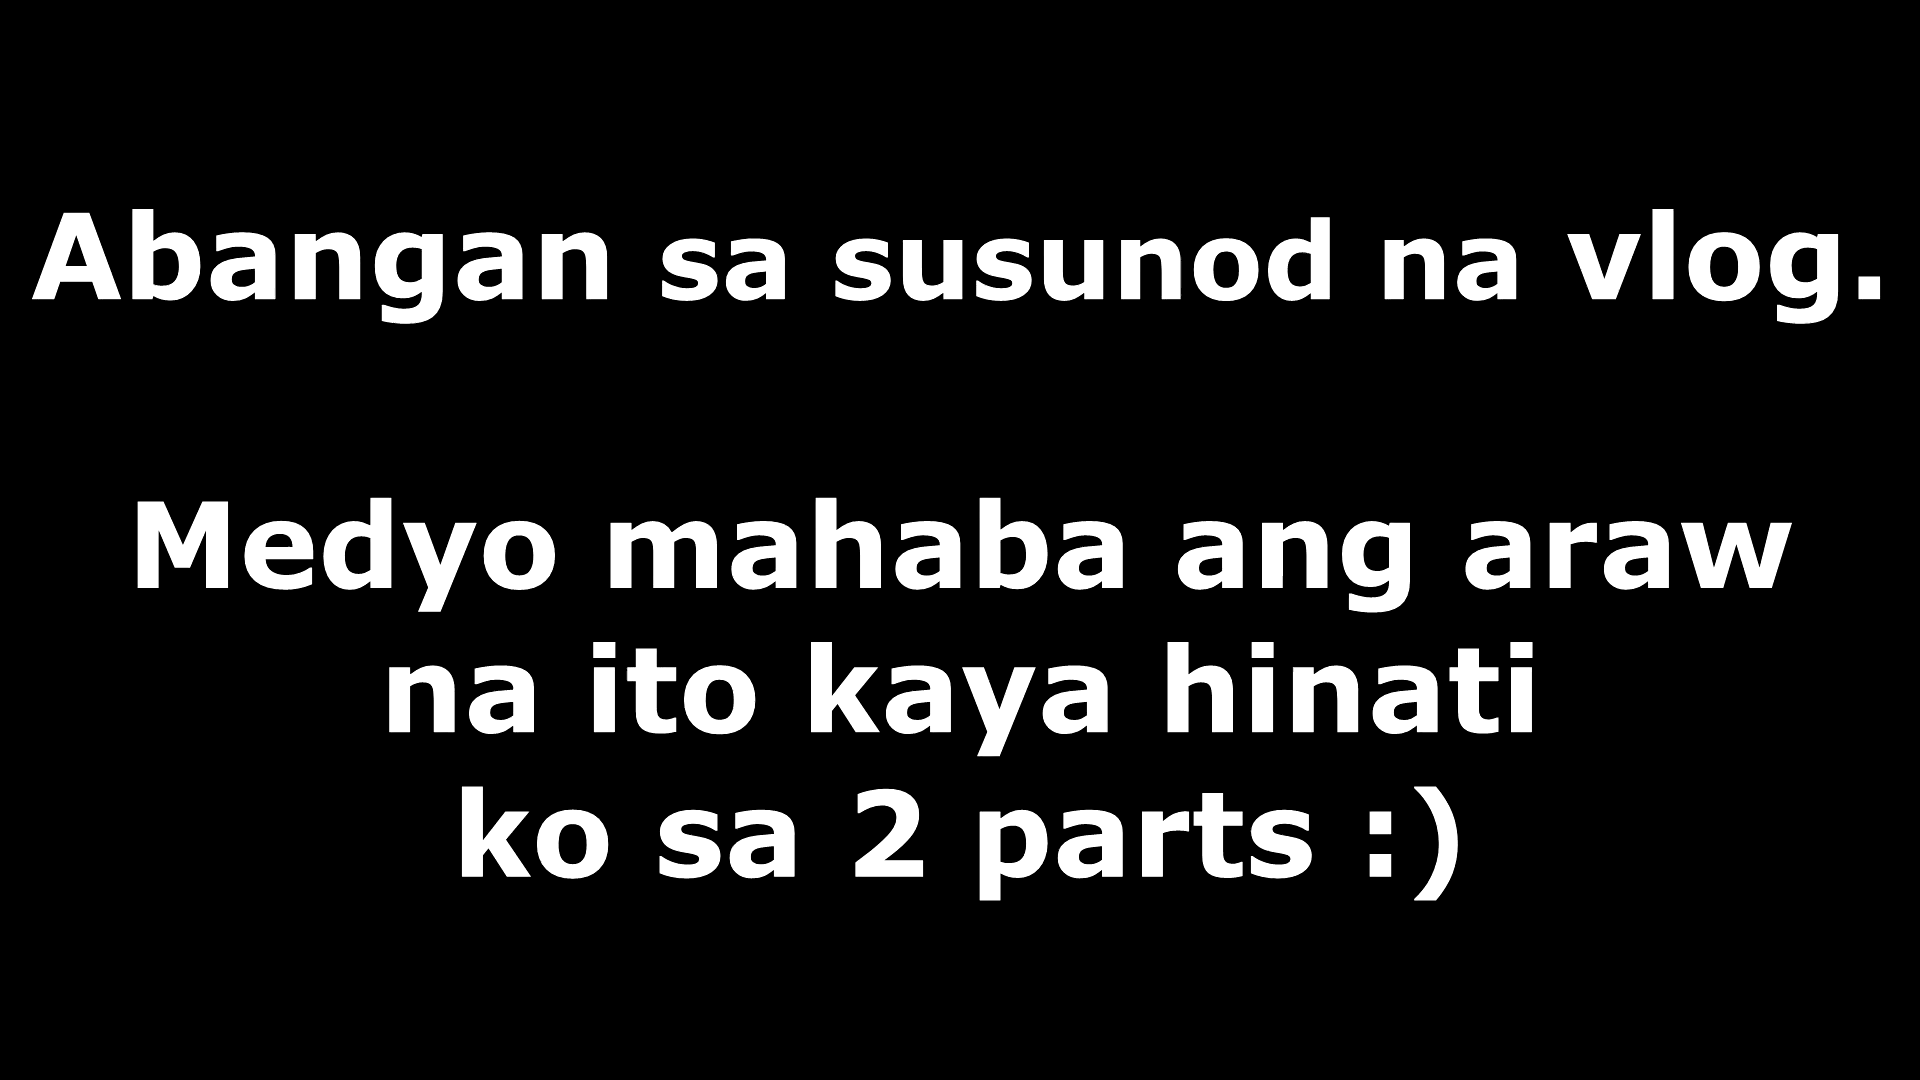 Abangan sa susunod na vlog.
Medyo mahaba ang araw
na ito kaya hinati
ko sa 2 parts :)